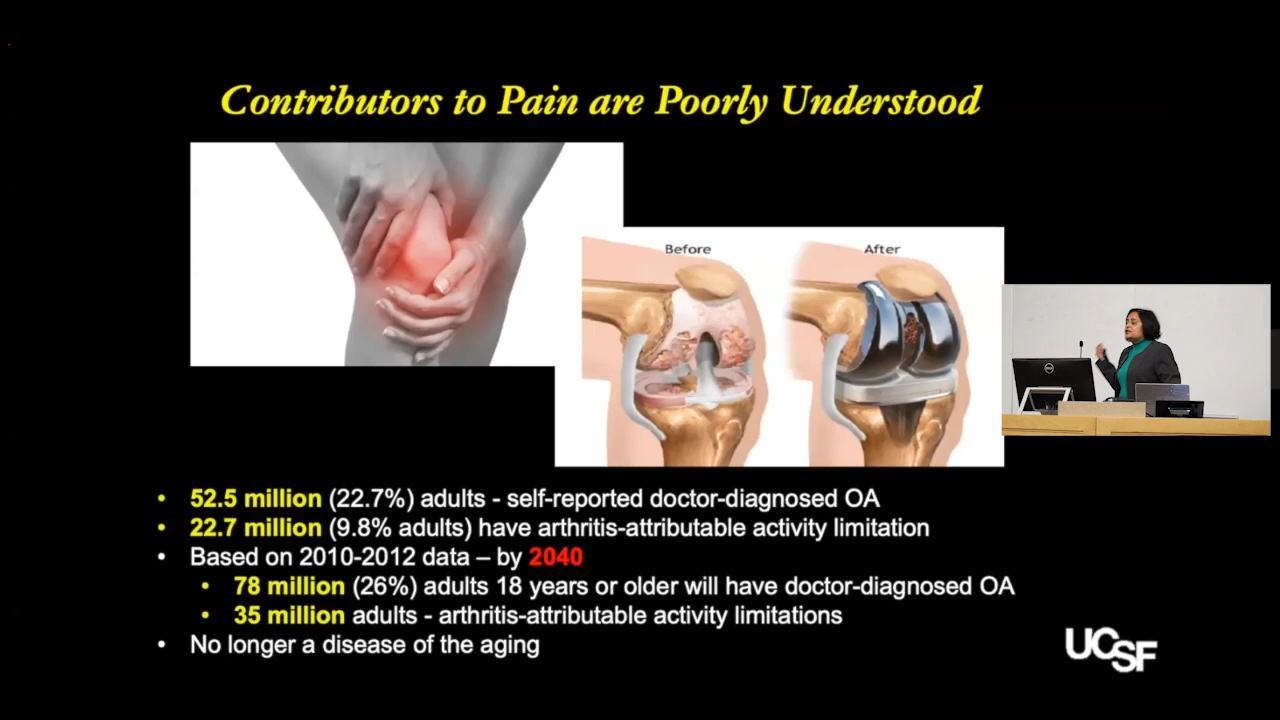 Contributors to Pain are Poorly Understood
Before
After
DELL
• 52.5 million (22.7%) adults - self-reported doctor-diagnosed OA
• 22.7 million (9.8% adults) have arthritis-attributable activity limitation
• Based on 2010-2012 data – by 2040
• 78 million (26%) adults 18 years or older will have doctor-diagnosed OA
• 35 million adults - arthritis-attributable activity limitations
• No longer a disease of the aging
UCSF